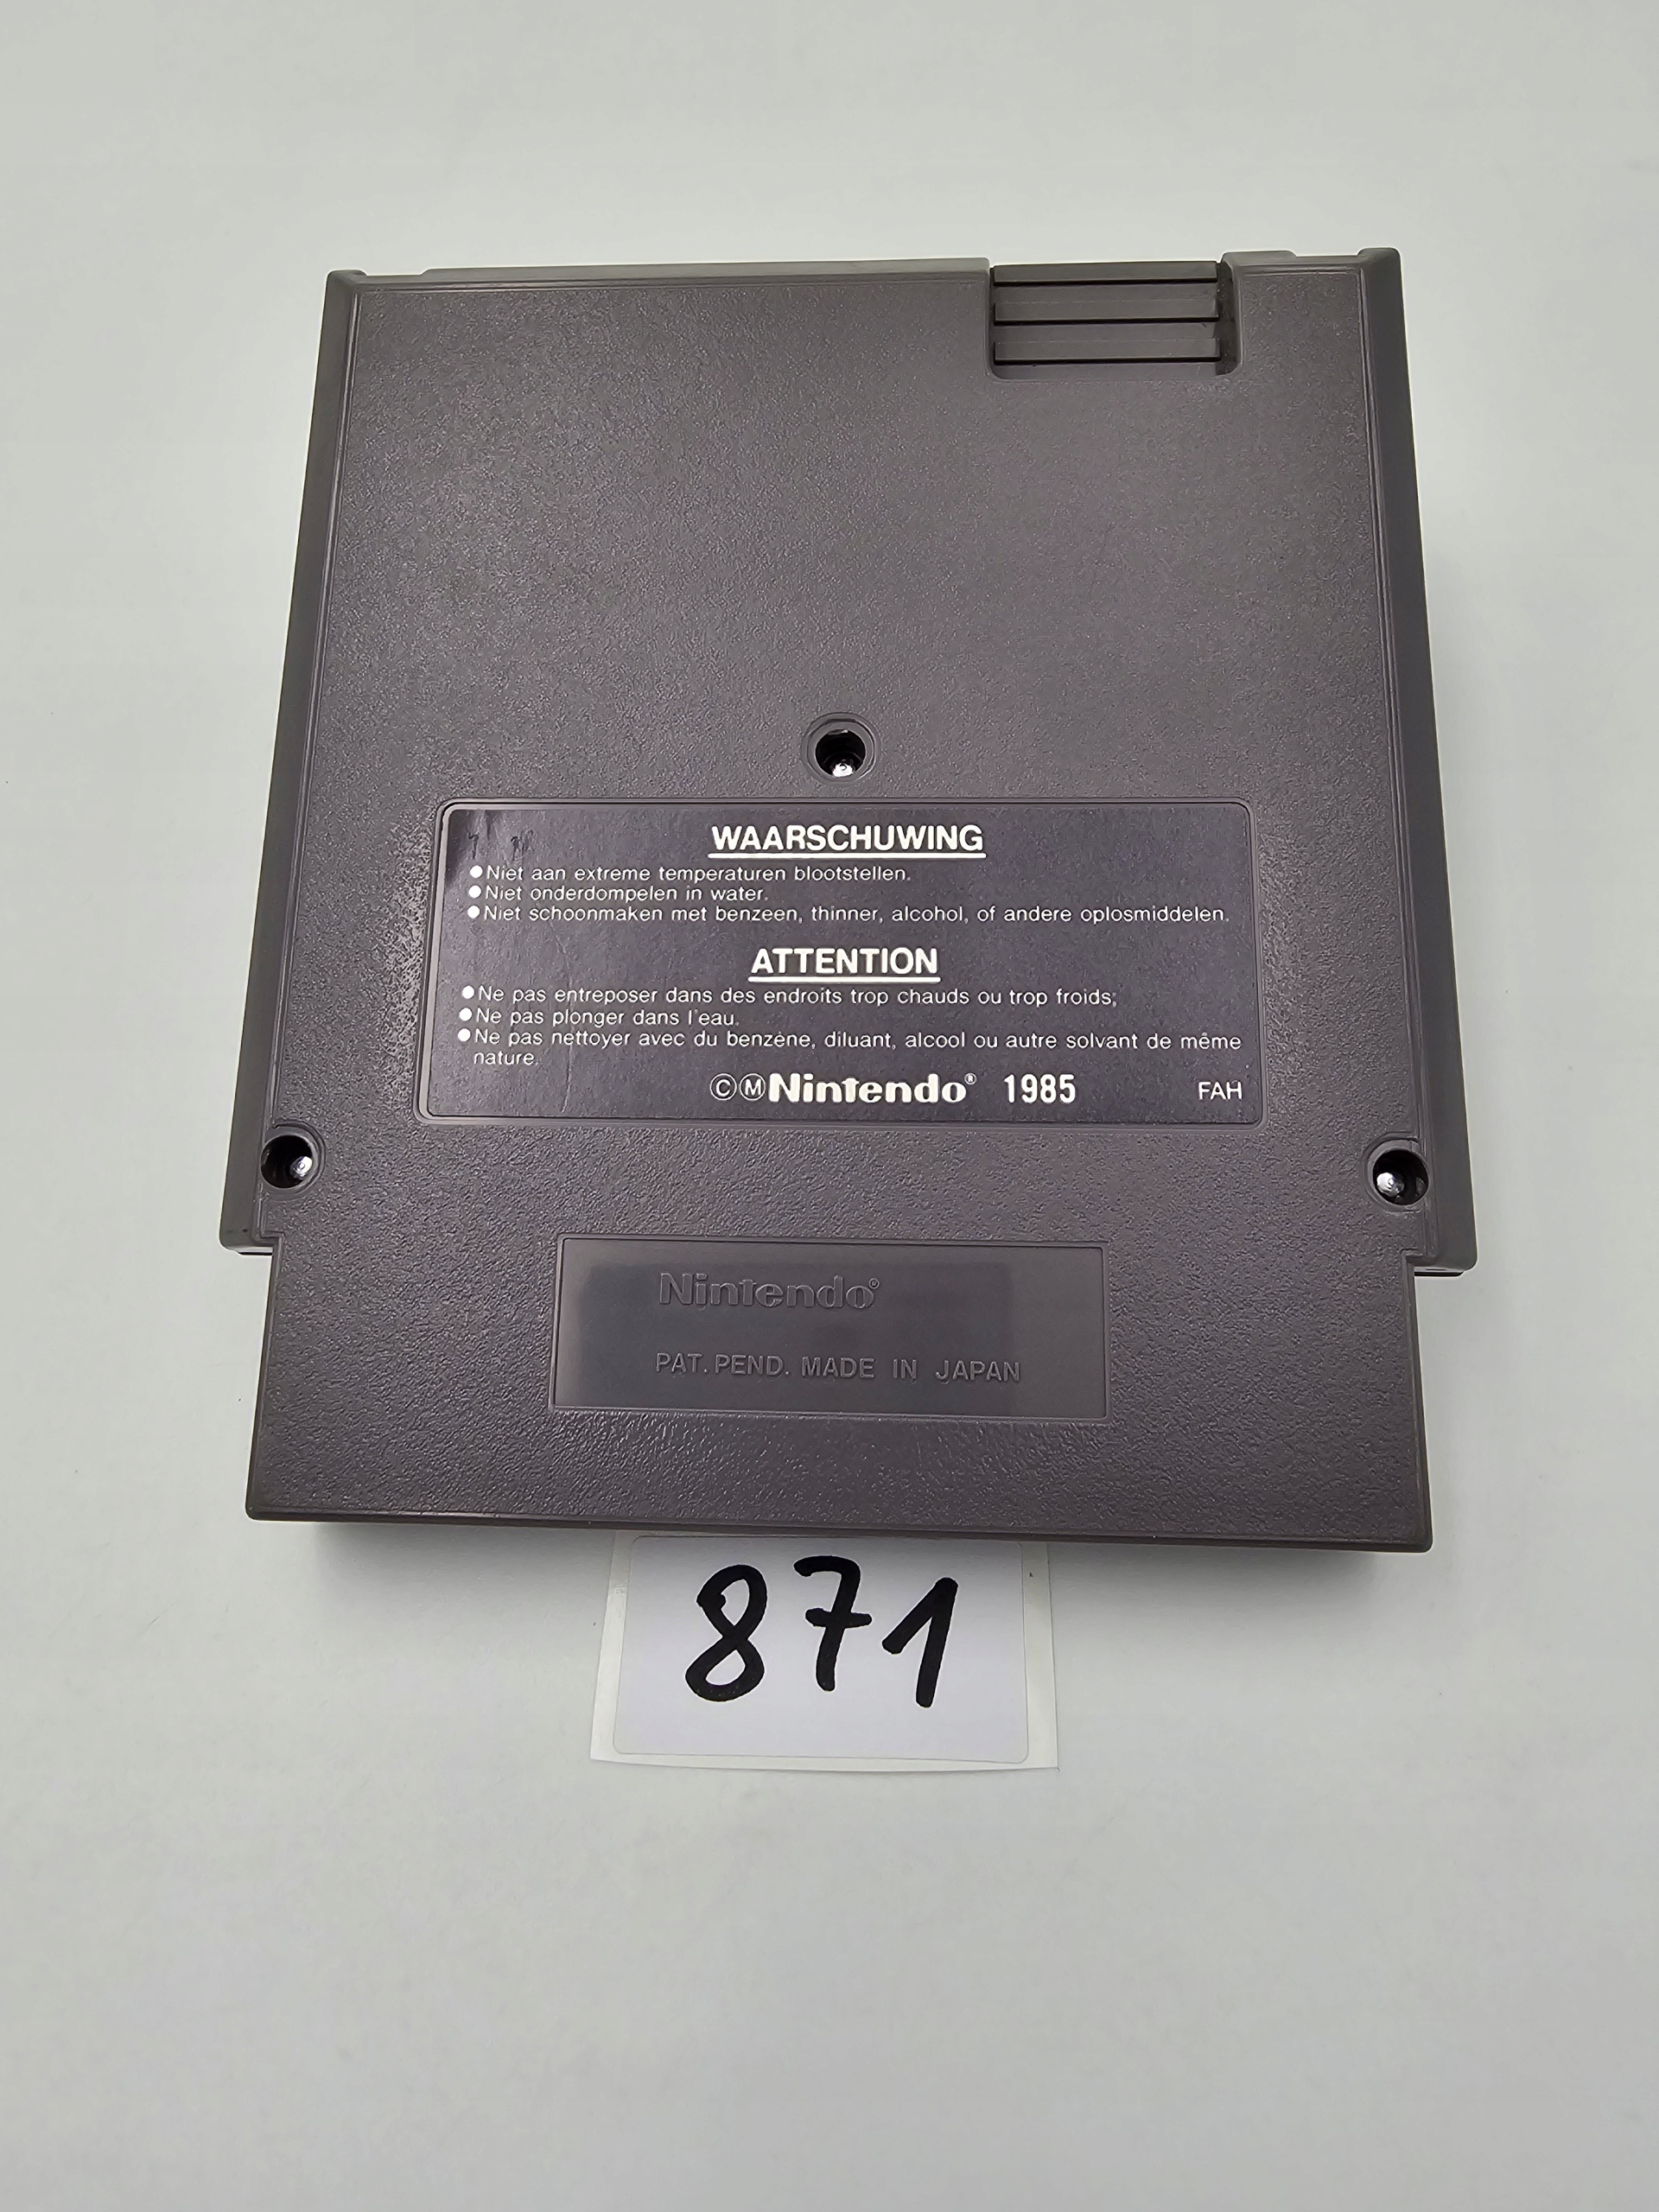 WAARSCHUWING
●Niet aan extreme temperaturen blootstellen.
●Niet onderdompelen in water.
●Niet schoonmaken met benzeen, thinner, alcohol, of andere oplosmiddelen.
ATTENTION
●Ne pas entreposer dans des endroits trop chauds ou trop froids;
●Ne pas plonger dans l'eau.
●Ne pas nettoyer avec du benzène, diluant, alcool ou autre solvant de même
nature.
©ⓂNintendo® 1985 FAH
Nintendo®
PAT. PEND. MADE IN JAPAN
871